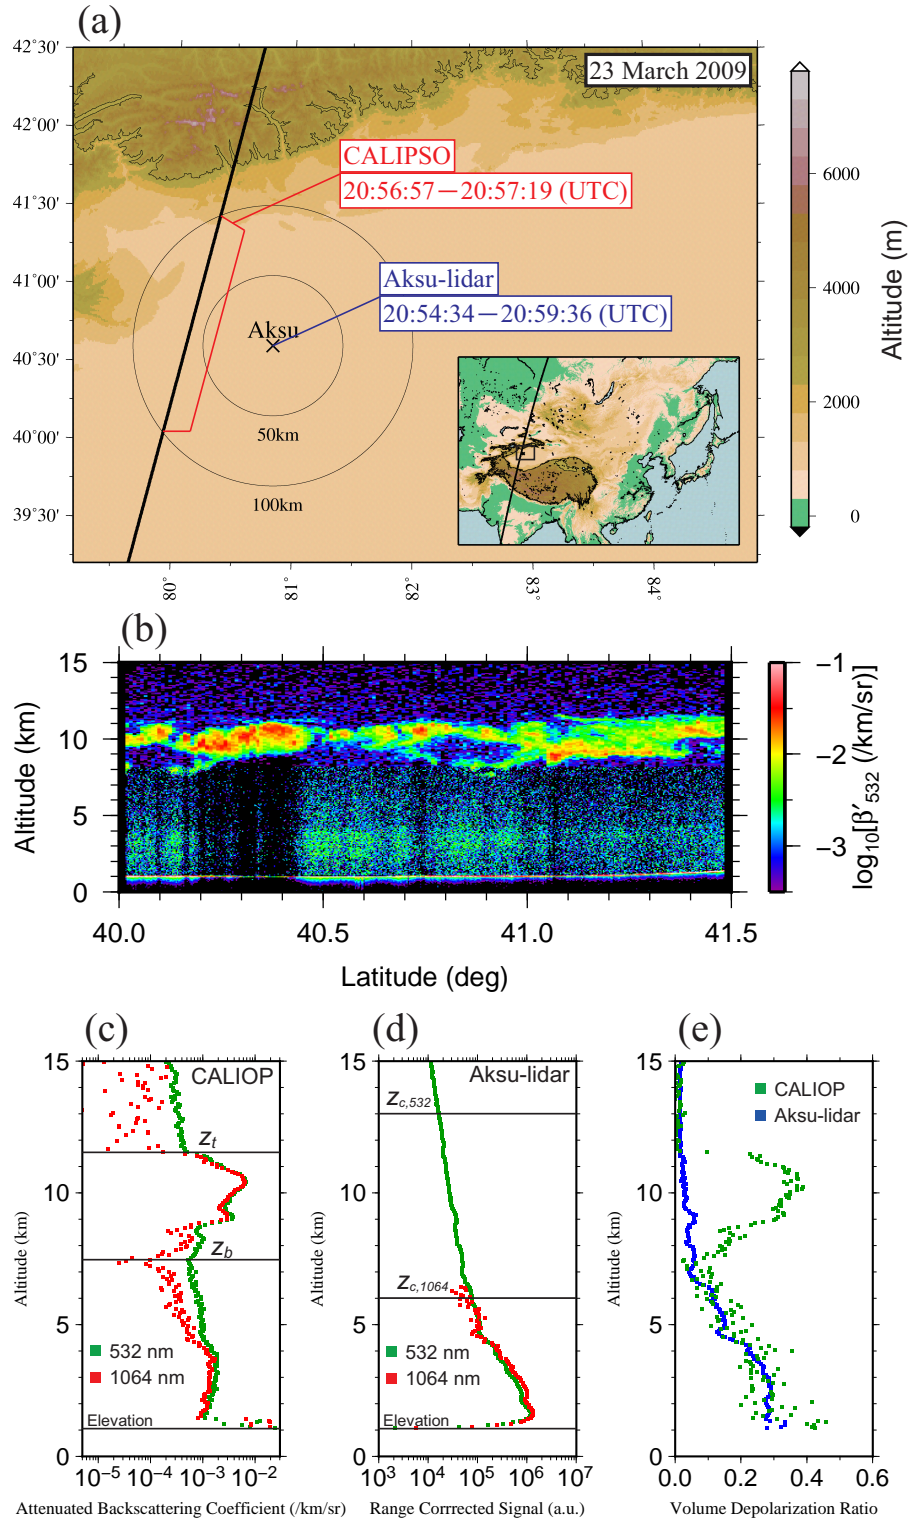 (a)
42°30'
42°00'
41°30'
41°00'
40°30'
40°00'
39°30'
23 March 2009
CALIPSO
20:56:57－20:57:19 (UTC)
Aksu-lidar
20:54:34－20:59:36 (UTC)
Aksu
50km
100km
80° 81° 82° 83° 84°
6000
4000
2000
0
Altitude (m)
(b)
15
10
5
0
Altitude (km)
40.0 40.5 41.0 41.5
Latitude (deg)
−1
−2
−3
log10[β′532 (/km/sr)]
(c)
CALIOP
zt
zb
532 nm
1064 nm
Elevation
15
10
5
0
Altitude (km)
10−5 10−4 10−3 10−2
Attenuated Backscattering Coefficient (/km/sr)
(d)
Aksu-lidar
zc,532
zc,1064
532 nm
1064 nm
Elevation
15
10
5
0
Altitude (km)
103 104 105 106 107
Range Corrrected Signal (a.u.)
(e)
CALIOP
Aksu-lidar
15
10
5
0
Altitude (km)
0.0 0.2 0.4 0.6
Volume Depolarization Ratio